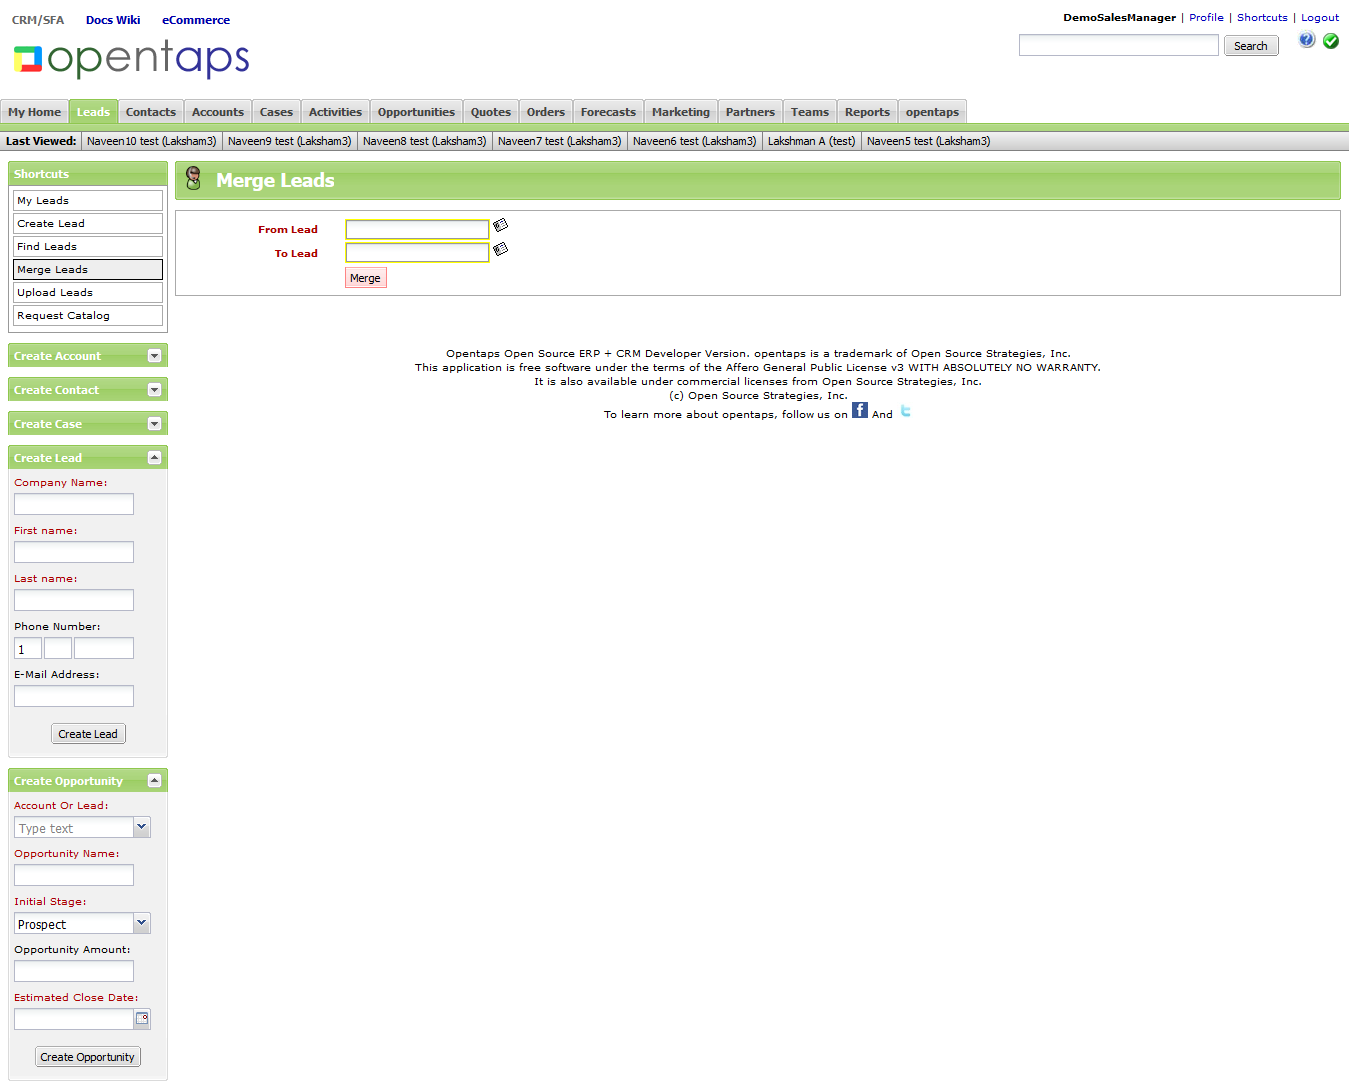 CRM/SFA Docs Wiki eCommerce
DemoSalesManager | Profile | Shortcuts | Logout
opentaps
Search
My Home Leads Contacts Accounts Cases Activities Opportunities Quotes Orders Forecasts Marketing Partners Teams Reports opentaps
Last Viewed: Naveen10 test (Laksham3) Naveen9 test (Laksham3) Naveen8 test (Laksham3) Naveen7 test (Laksham3) Naveen6 test (Laksham3) Lakshman A (test) Naveen5 test (Laksham3)
Shortcuts
My Leads
Create Lead
Find Leads
Merge Leads
Upload Leads
Request Catalog
Create Account
Create Contact
Create Case
Create Lead
Company Name:
First name:
Last name:
Phone Number:
1
E-Mail Address:
Create Lead
Create Opportunity
Account Or Lead:
Type text
Opportunity Name:
Initial Stage:
Prospect
Opportunity Amount:
Estimated Close Date:
Create Opportunity
Merge Leads
From Lead
To Lead
Merge
Opentaps Open Source ERP + CRM Developer Version. opentaps is a trademark of Open Source Strategies, Inc.
This application is free software under the terms of the Affero General Public License v3 WITH ABSOLUTELY NO WARRANTY.
It is also available under commercial licenses from Open Source Strategies, Inc.
(c) Open Source Strategies, Inc.
To learn more about opentaps, follow us on f And t